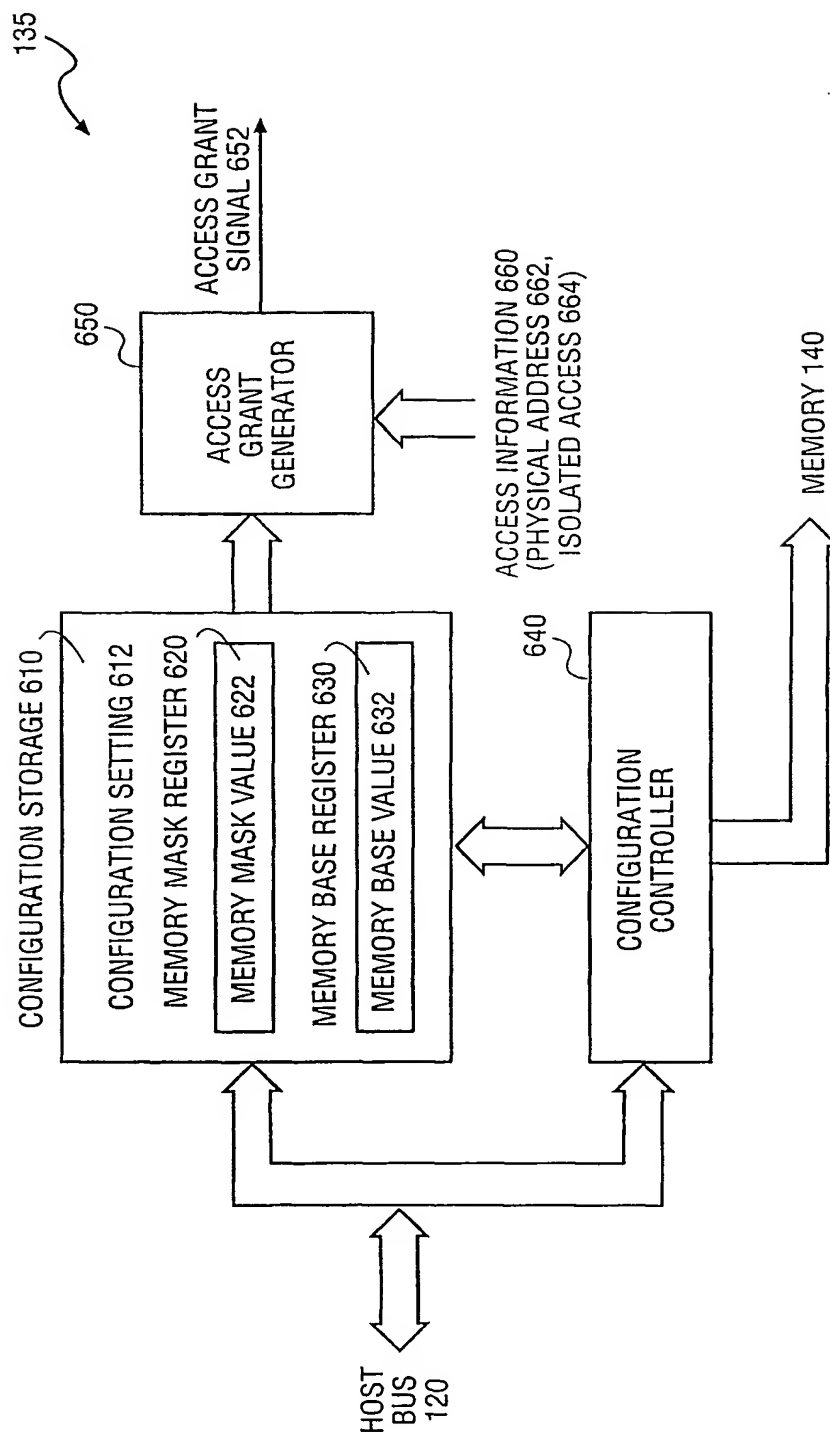 135
CONFIGURATION STORAGE 610
CONFIGURATION SETTING 612
MEMORY MASK REGISTER 620
MEMORY MASK VALUE 622
MEMORY BASE REGISTER 630
MEMORY BASE VALUE 632
650
ACCESS
GRANT
GENERATOR
ACCESS GRANT
SIGNAL 652
ACCESS INFORMATION 660
(PHYSICAL ADDRESS 662,
ISOLATED ACCESS 664)
HOST
BUS
120
640
CONFIGURATION
CONTROLLER
MEMORY 140